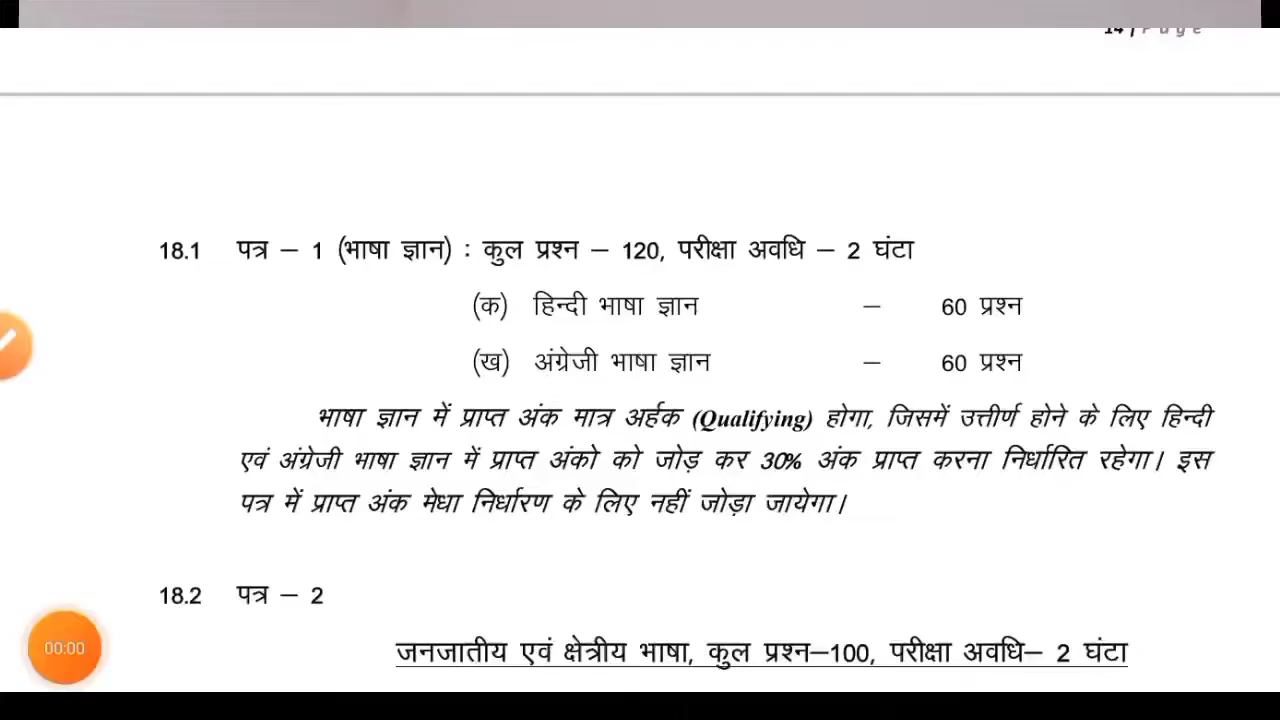 14 | P a g e
18.1 पत्र – 1 (भाषा ज्ञान) : कुल प्रश्न – 120, परीक्षा अवधि – 2 घंटा
(क) हिन्दी भाषा ज्ञान – 60 प्रश्न
(ख) अंग्रेजी भाषा ज्ञान – 60 प्रश्न
भाषा ज्ञान में प्राप्त अंक मात्र अर्हक (Qualifying) होगा, जिसमें उत्तीर्ण होने के लिए हिन्दी
एवं अंग्रेजी भाषा ज्ञान में प्राप्त अंको को जोड़ कर 30% अंक प्राप्त करना निर्धारित रहेगा। इस
पत्र में प्राप्त अंक मेधा निर्धारण के लिए नहीं जोड़ा जायेगा।
18.2 पत्र – 2
00:00
जनजातीय एवं क्षेत्रीय भाषा, कुल प्रश्न–100, परीक्षा अवधि– 2 घंटा